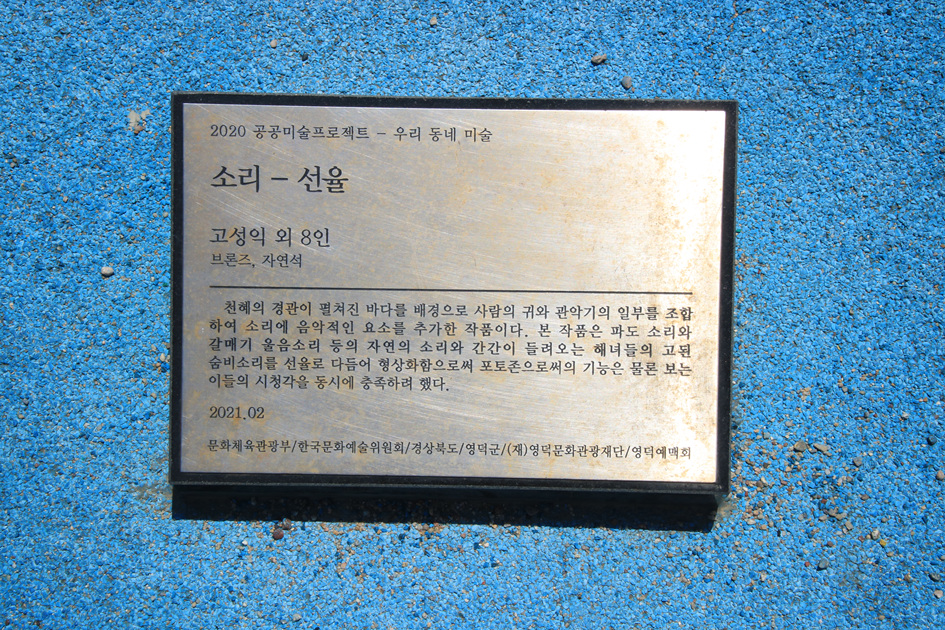 2020 공공미술프로젝트 – 우리 동네 미술
소리 – 선율
고성익 외 8인
브론즈, 자연석
천혜의 경관이 펼쳐진 바다를 배경으로 사람의 귀와 관악기의 일부를 조합
하여 소리에 음악적인 요소를 추가한 작품이다. 본 작품은 파도 소리와
갈매기 울음소리 등의 자연의 소리와 간간이 들려오는 해녀들의 고된
숨비소리를 선율로 다듬어 형상화함으로써 포토존으로써의 기능은 물론 보는
이들의 시청각을 동시에 충족하려 했다.
2021.02
문화체육관광부/한국문화예술위원회/경상북도/영덕군/(재)영덕문화관광재단/영덕예맥회